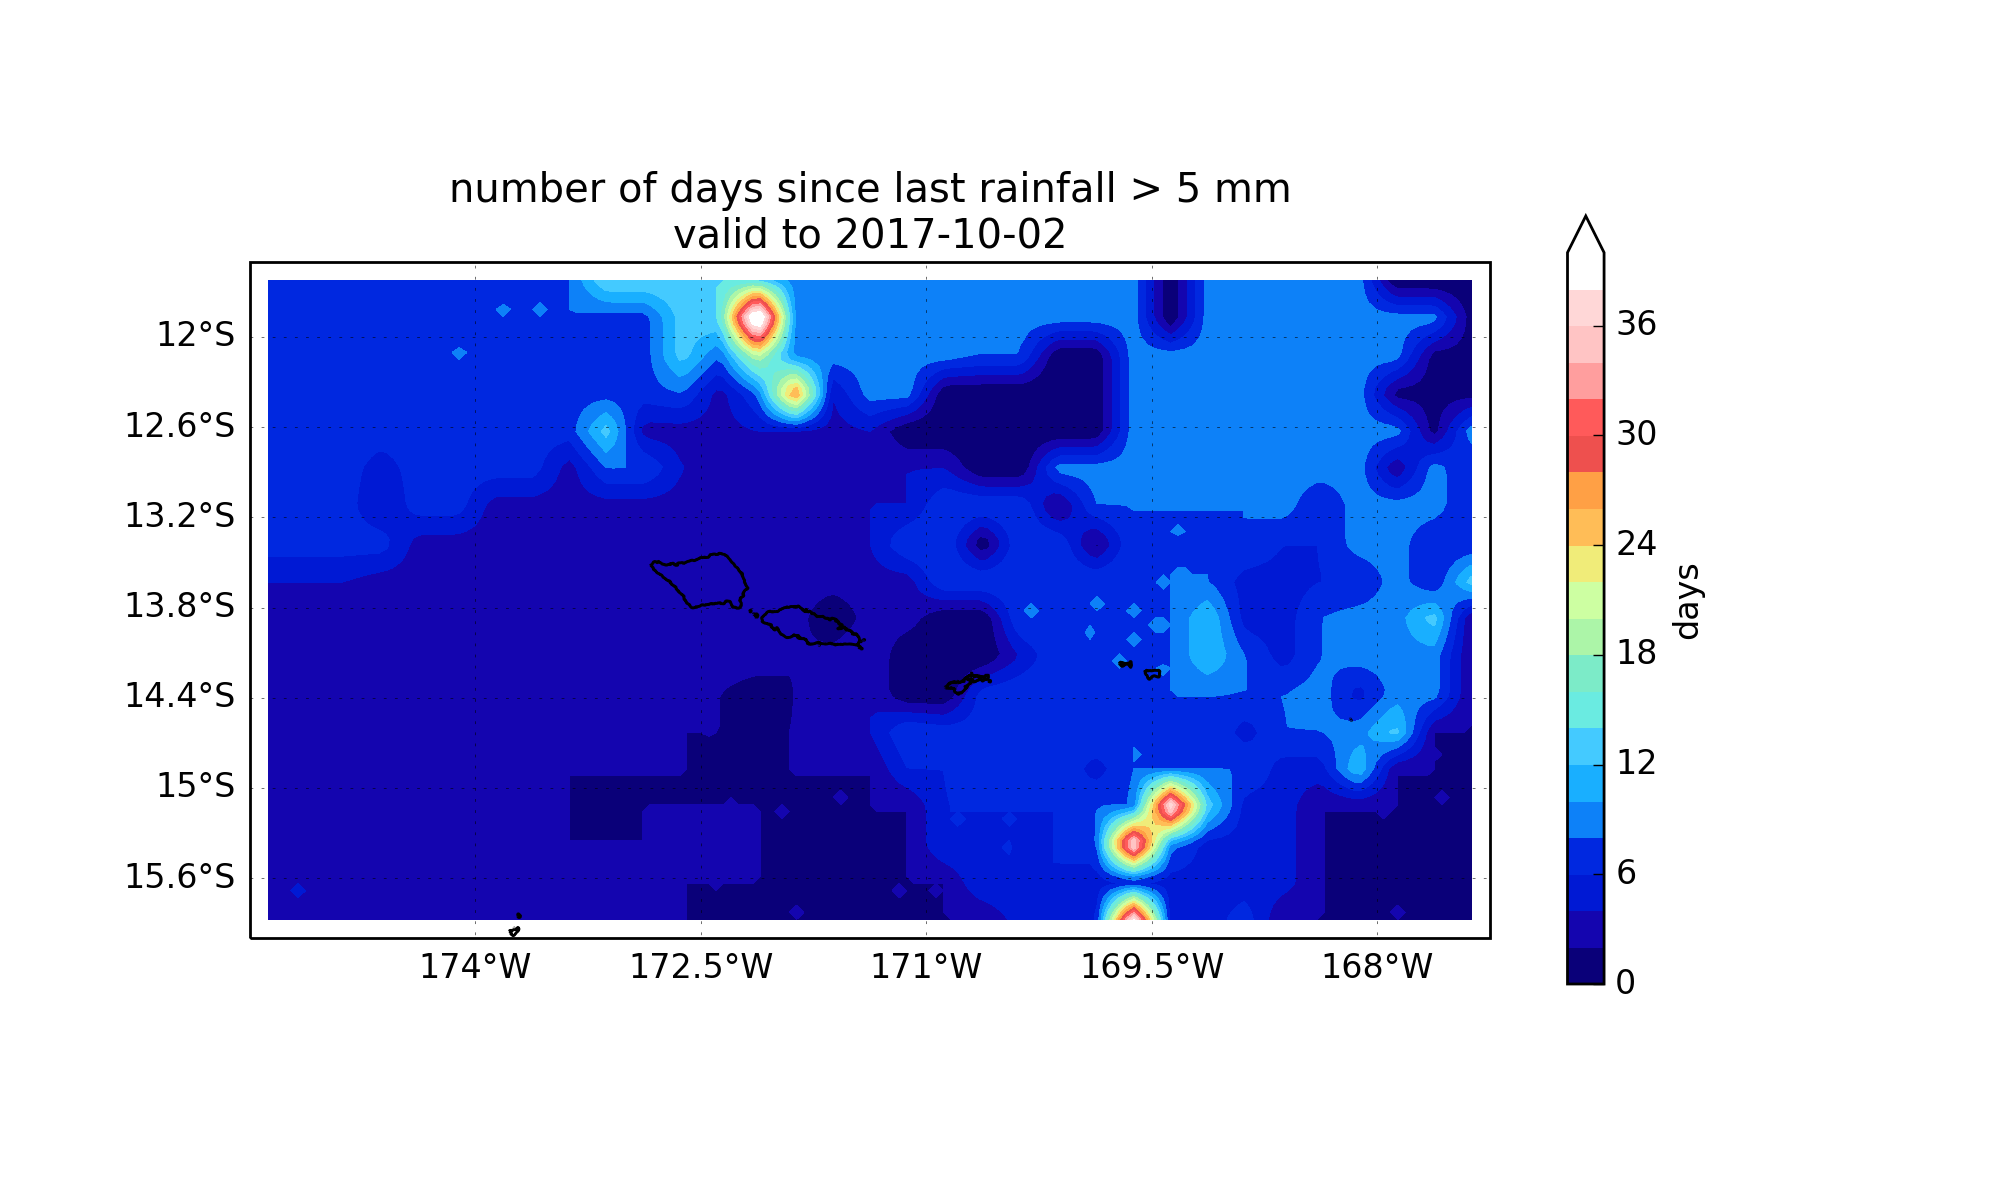 number of days since last rainfall > 5 mm
valid to 2017-10-02
12°S
12.6°S
13.2°S
13.8°S
14.4°S
15°S
15.6°S
174°W
172.5°W
171°W
169.5°W
168°W
36
30
24
18
12
6
0
days